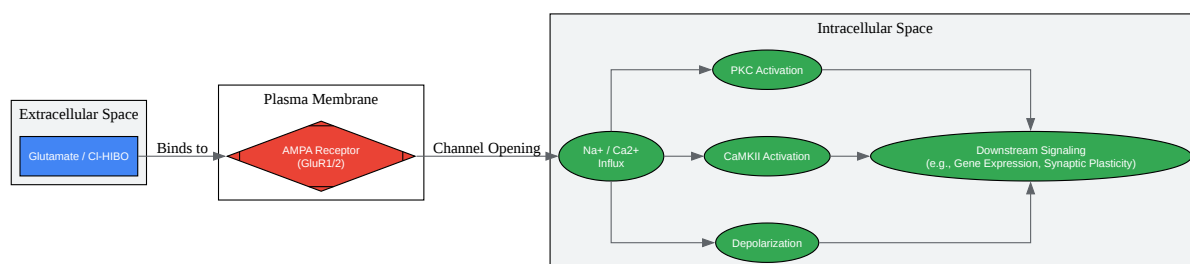 Extracellular Space
Glutamate / Cl-HIBO
Binds to
Plasma Membrane
AMPA Receptor
(GluR1/2)
Channel Opening
Intracellular Space
Na+ / Ca2+
Influx
PKC Activation
CaMKII Activation
Depolarization
Downstream Signaling
(e.g., Gene Expression, Synaptic Plasticity)